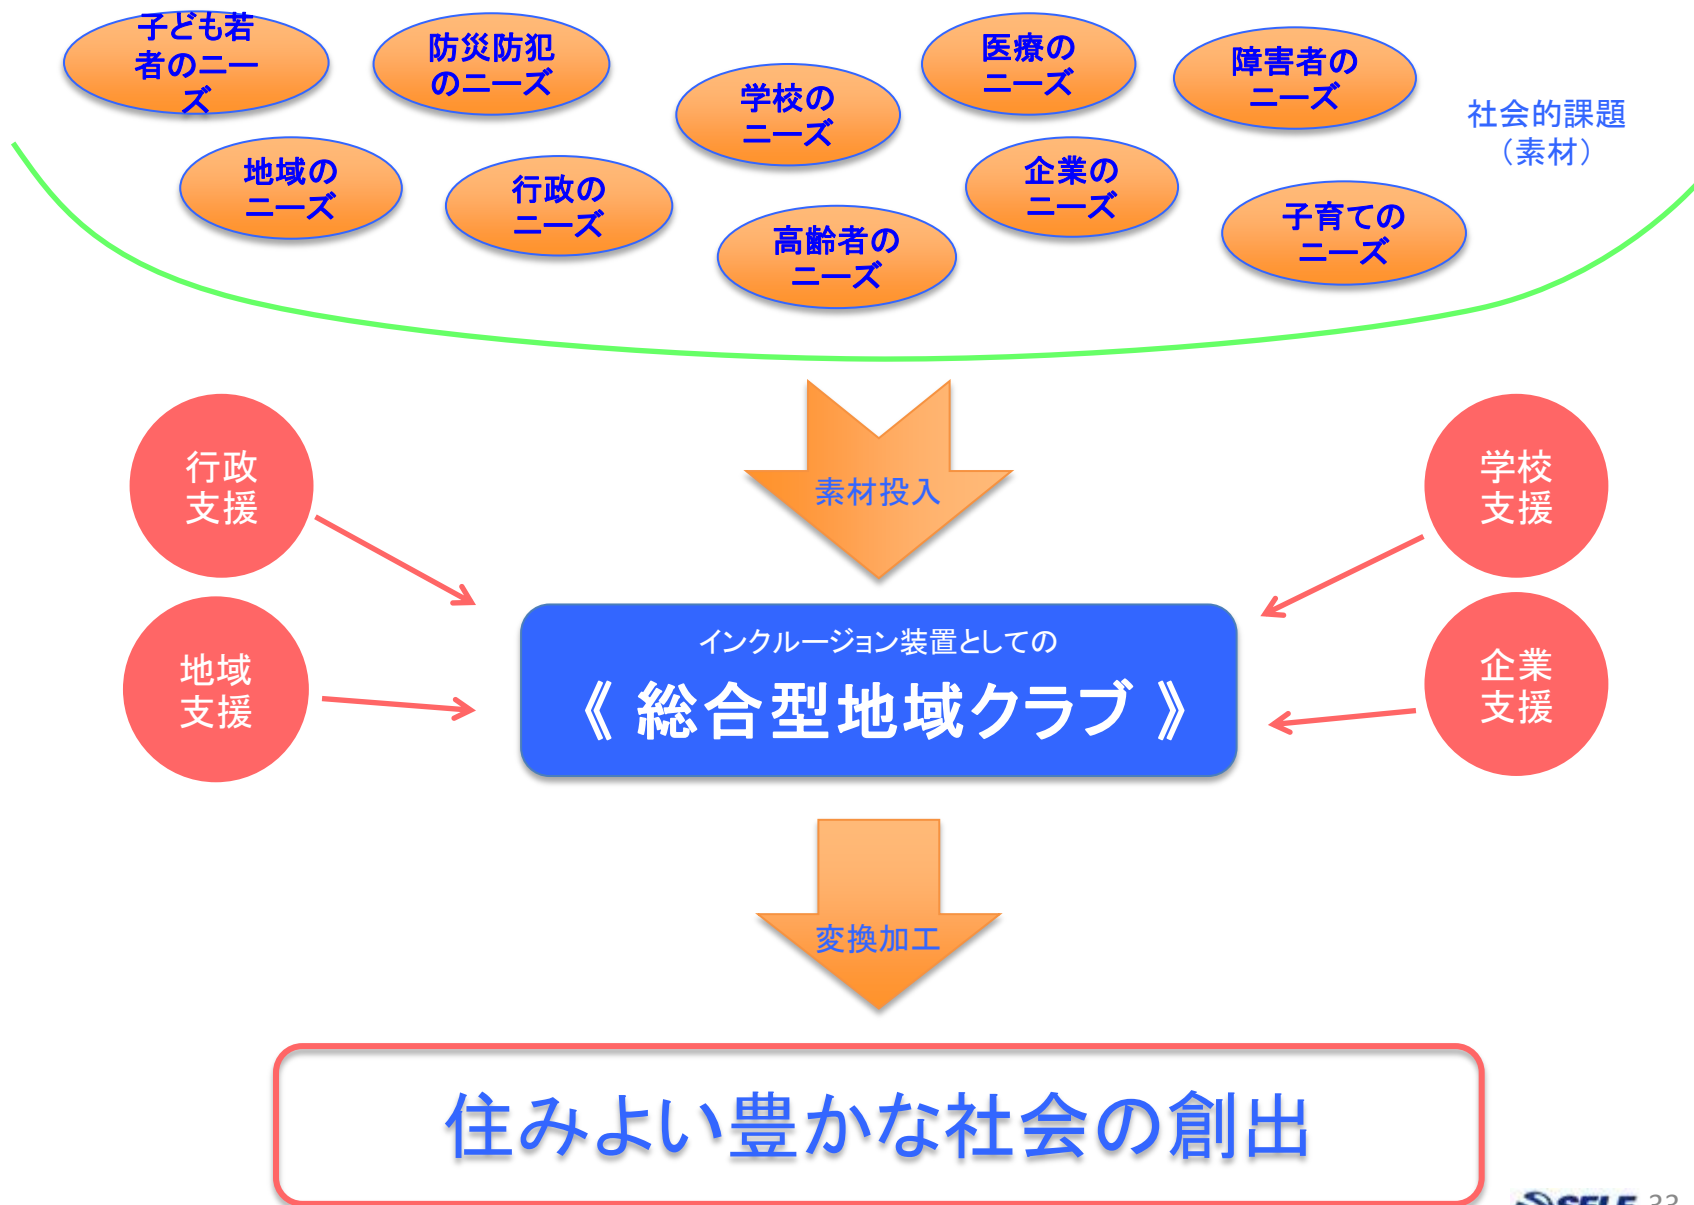 子ども若
者のニー
ズ
防災防犯
のニーズ
学校の
ニーズ
医療の
ニーズ
障害者の
ニーズ
社会的課題
（素材）
地域の
ニーズ
行政の
ニーズ
高齢者の
ニーズ
企業の
ニーズ
子育ての
ニーズ
行政
支援
素材投入
学校
支援
地域
支援
インクルージョン装置としての
《 総合型地域クラブ 》
企業
支援
変換加工
住みよい豊かな社会の創出